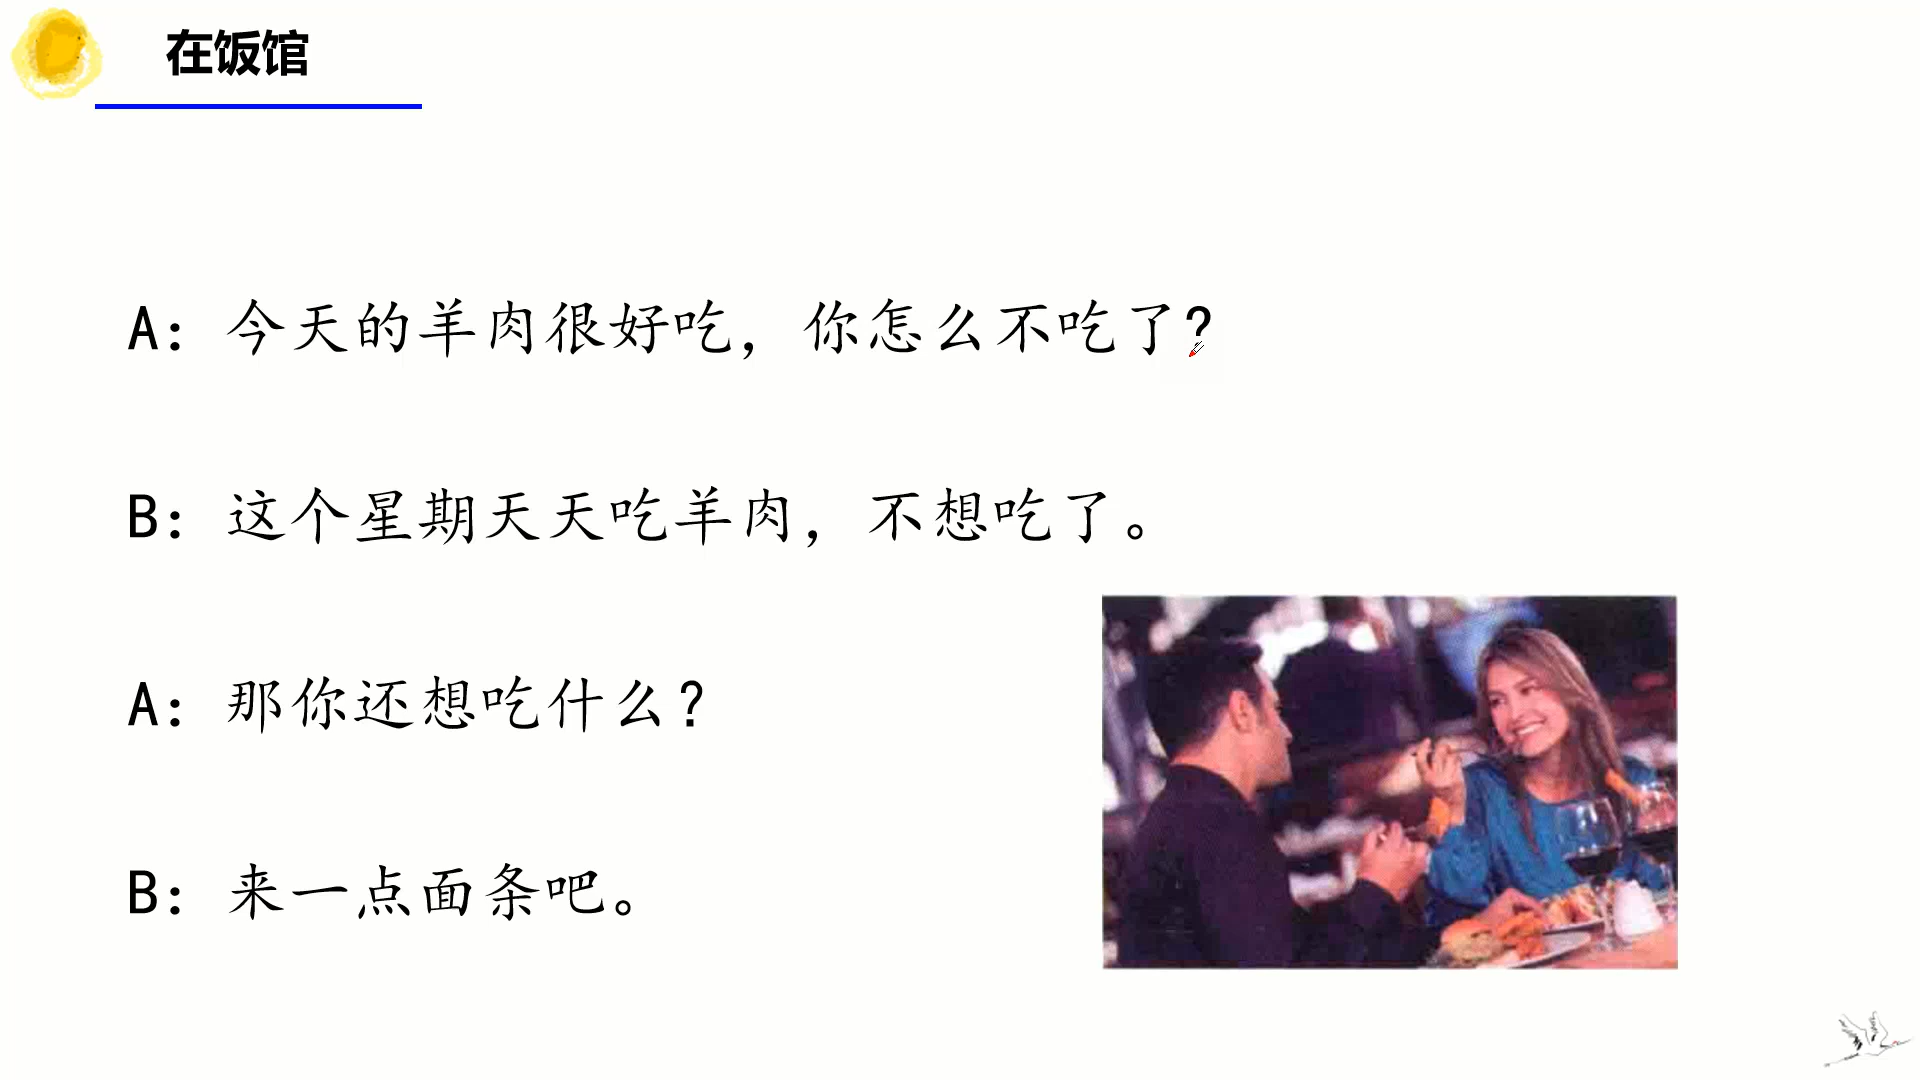 在饭馆
A：今天的羊肉很好吃，你怎么不吃了？
B：这个星期天天吃羊肉，不想吃了。
A：那你还想吃什么？
B：来一点面条吧。